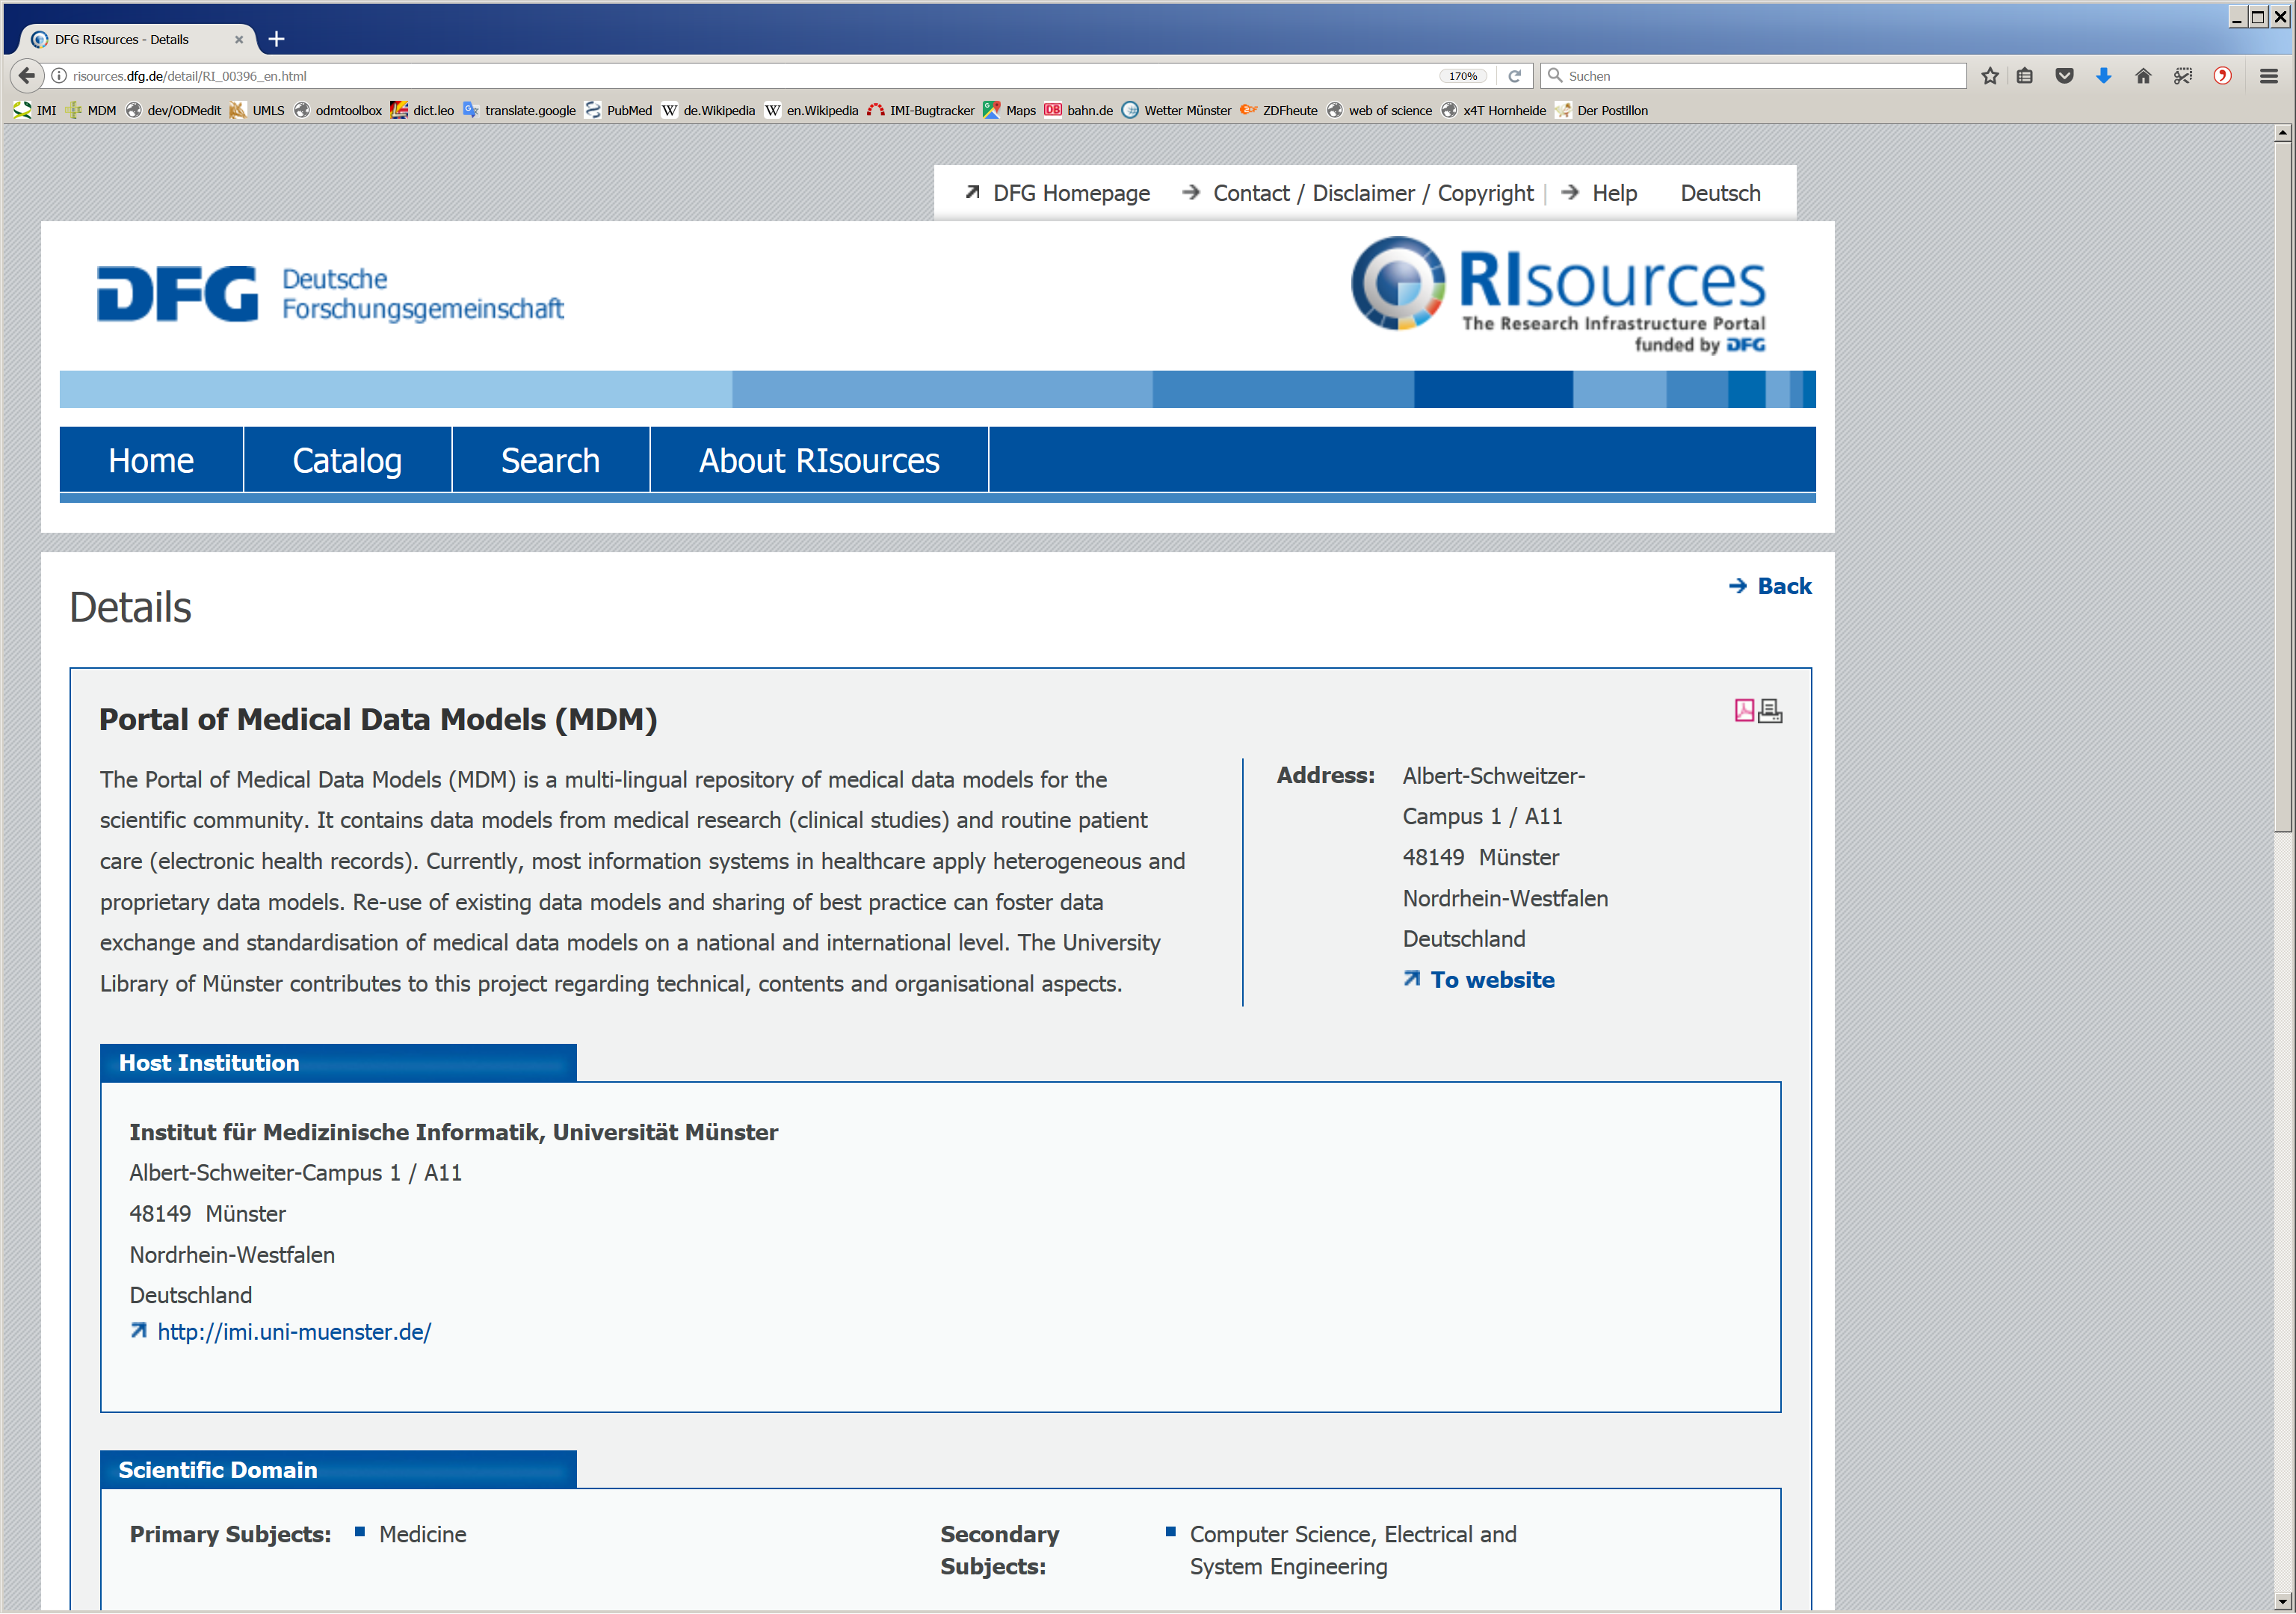 DFG RIsources - Details
risources.dfg.de/detail/RI_00396_en.html
170%
Suchen
IMI MDM dev/ODMedit UMLS odmtoolbox dict.leo translate.google PubMed de.Wikipedia en.Wikipedia IMI-Bugtracker Maps bahn.de Wetter Münster ZDFheute web of science x4T Hornheide Der Postillon
DFG Homepage Contact / Disclaimer / Copyright | Help Deutsch
DFG Deutsche
Forschungsgemeinschaft
RIsources
The Research Infrastructure Portal
funded by DFG
Home Catalog Search About RIsources
Back
Details
Portal of Medical Data Models (MDM)
The Portal of Medical Data Models (MDM) is a multi-lingual repository of medical data models for the
scientific community. It contains data models from medical research (clinical studies) and routine patient
care (electronic health records). Currently, most information systems in healthcare apply heterogeneous and
proprietary data models. Re-use of existing data models and sharing of best practice can foster data
exchange and standardisation of medical data models on a national and international level. The University
Library of Münster contributes to this project regarding technical, contents and organisational aspects.
Address: Albert-Schweitzer-
Campus 1 / A11
48149 Münster
Nordrhein-Westfalen
Deutschland
To website
Host Institution
Institut für Medizinische Informatik, Universität Münster
Albert-Schweiter-Campus 1 / A11
48149 Münster
Nordrhein-Westfalen
Deutschland
http://imi.uni-muenster.de/
Scientific Domain
Primary Subjects: Medicine
Secondary
Subjects:
Computer Science, Electrical and
System Engineering